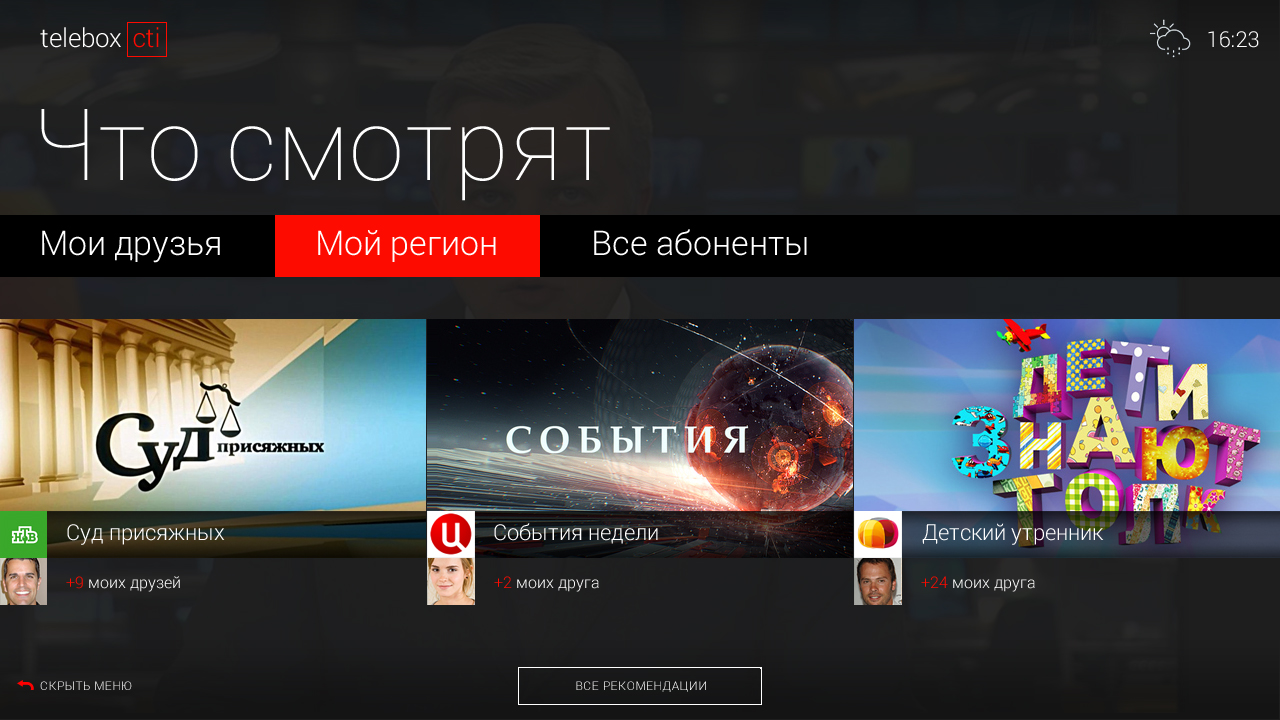 telebox cti
16:23
Что смотрят
Мои друзья
Мой регион
Все абоненты
Суд присяжных
СОБЫТИЯ
ДЕТИ
ЗНАЮТ
ТОЛК
НТВ
Суд присяжных
Ц
События недели
Детский утренник
+9 моих друзей
+2 моих друга
+24 моих друга
СКРЫТЬ МЕНЮ
ВСЕ РЕКОМЕНДАЦИИ